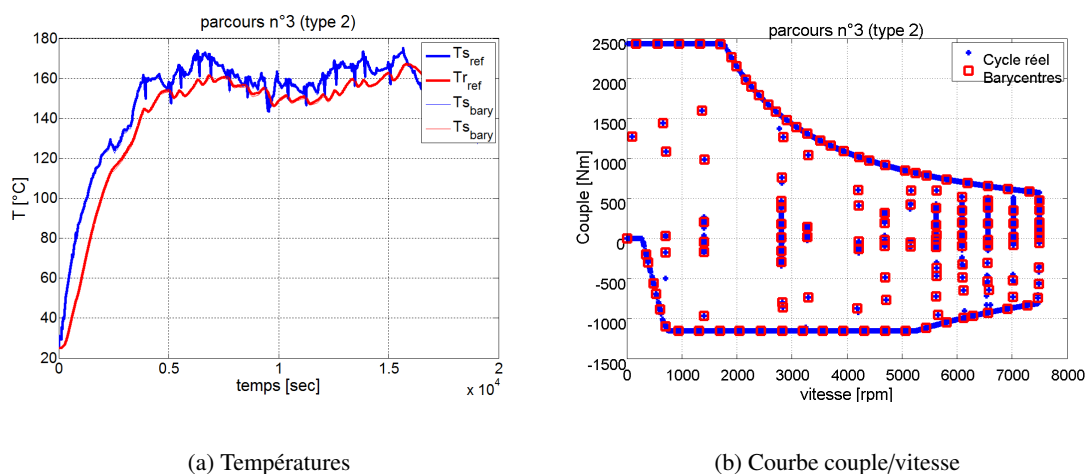 parcours n°3 (type 2)
180
160
140
120
100
80
60
40
20
T [°C]
Ts_ref
Tr_ref
Ts_bary
Ts_bary
0 0.5 1 1.5 2
x 10^4
temps [sec]
(a) Températures
parcours n°3 (type 2)
2500
2000
1500
1000
500
0
-500
-1000
-1500
Couple [Nm]
Cycle réel
Barycentres
0 1000 2000 3000 4000 5000 6000 7000 8000
vitesse [rpm]
(b) Courbe couple/vitesse